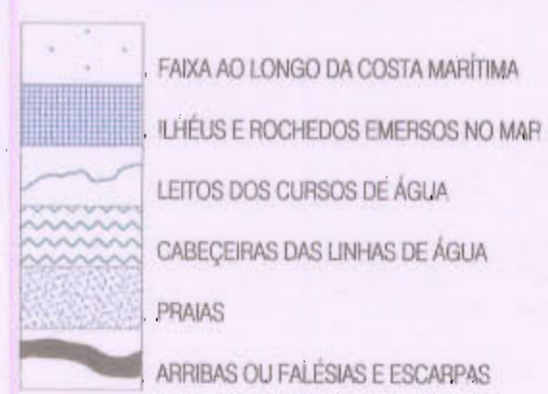 FAIXA AO LONGO DA COSTA MARÍTIMA
ILHÉUS E ROCHEDOS EMERSOS NO MAR
LEITOS DOS CURSOS DE ÁGUA
CABEÇEIRAS DAS LINHAS DE ÁGUA
PRAIAS
ARRIBAS OU FALÉSIAS E ESCARPAS